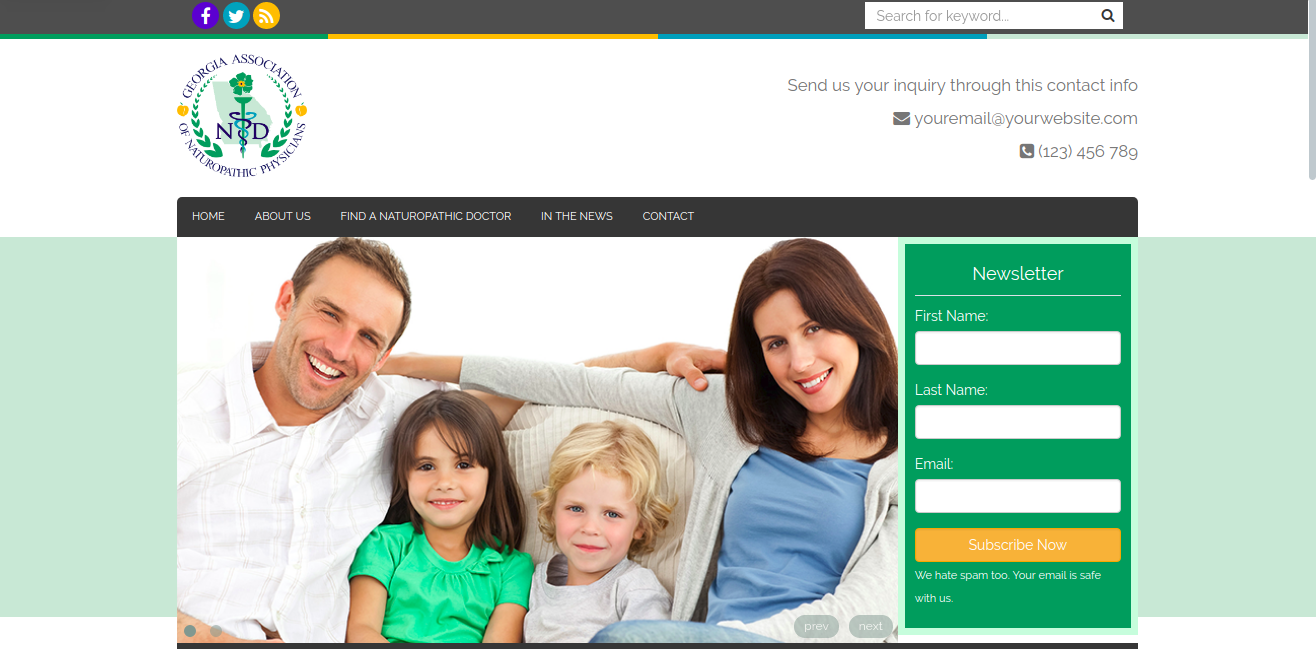 Search for keyword...
GEORGIA ASSOCIATION
OF NATUROPATHIC PHYSICIANS
ND
Send us your inquiry through this contact info
youremail@yourwebsite.com
(123) 456 789
HOME ABOUT US FIND A NATUROPATHIC DOCTOR IN THE NEWS CONTACT
Newsletter
First Name:
Last Name:
Email:
Subscribe Now
We hate spam too. Your email is safe
with us.
prev next